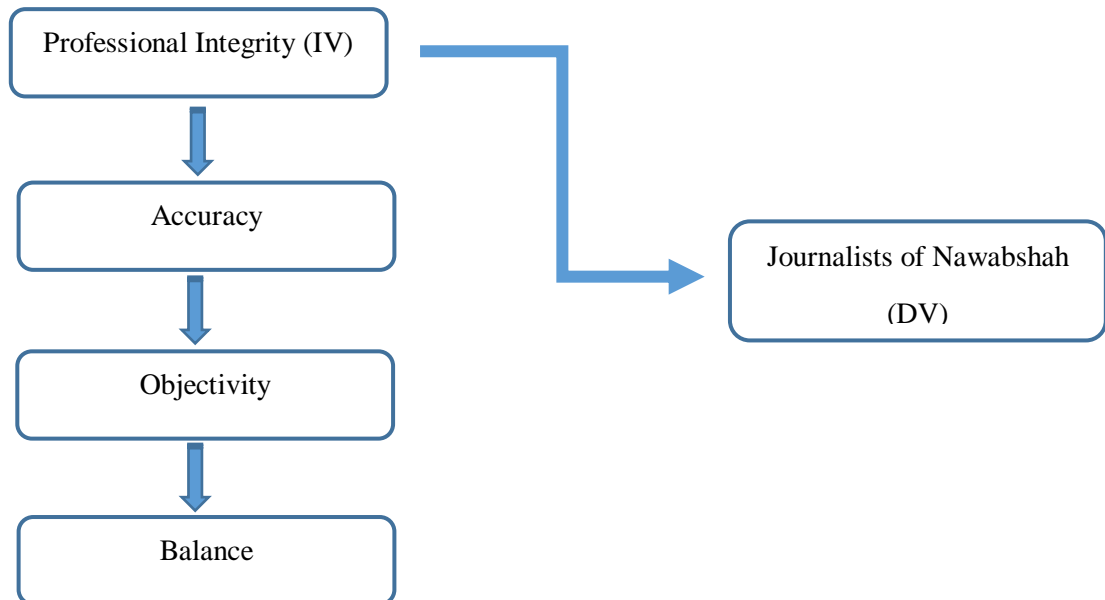 Professional Integrity (IV)
Accuracy
Objectivity
Balance
Journalists of Nawabshah
(DV)